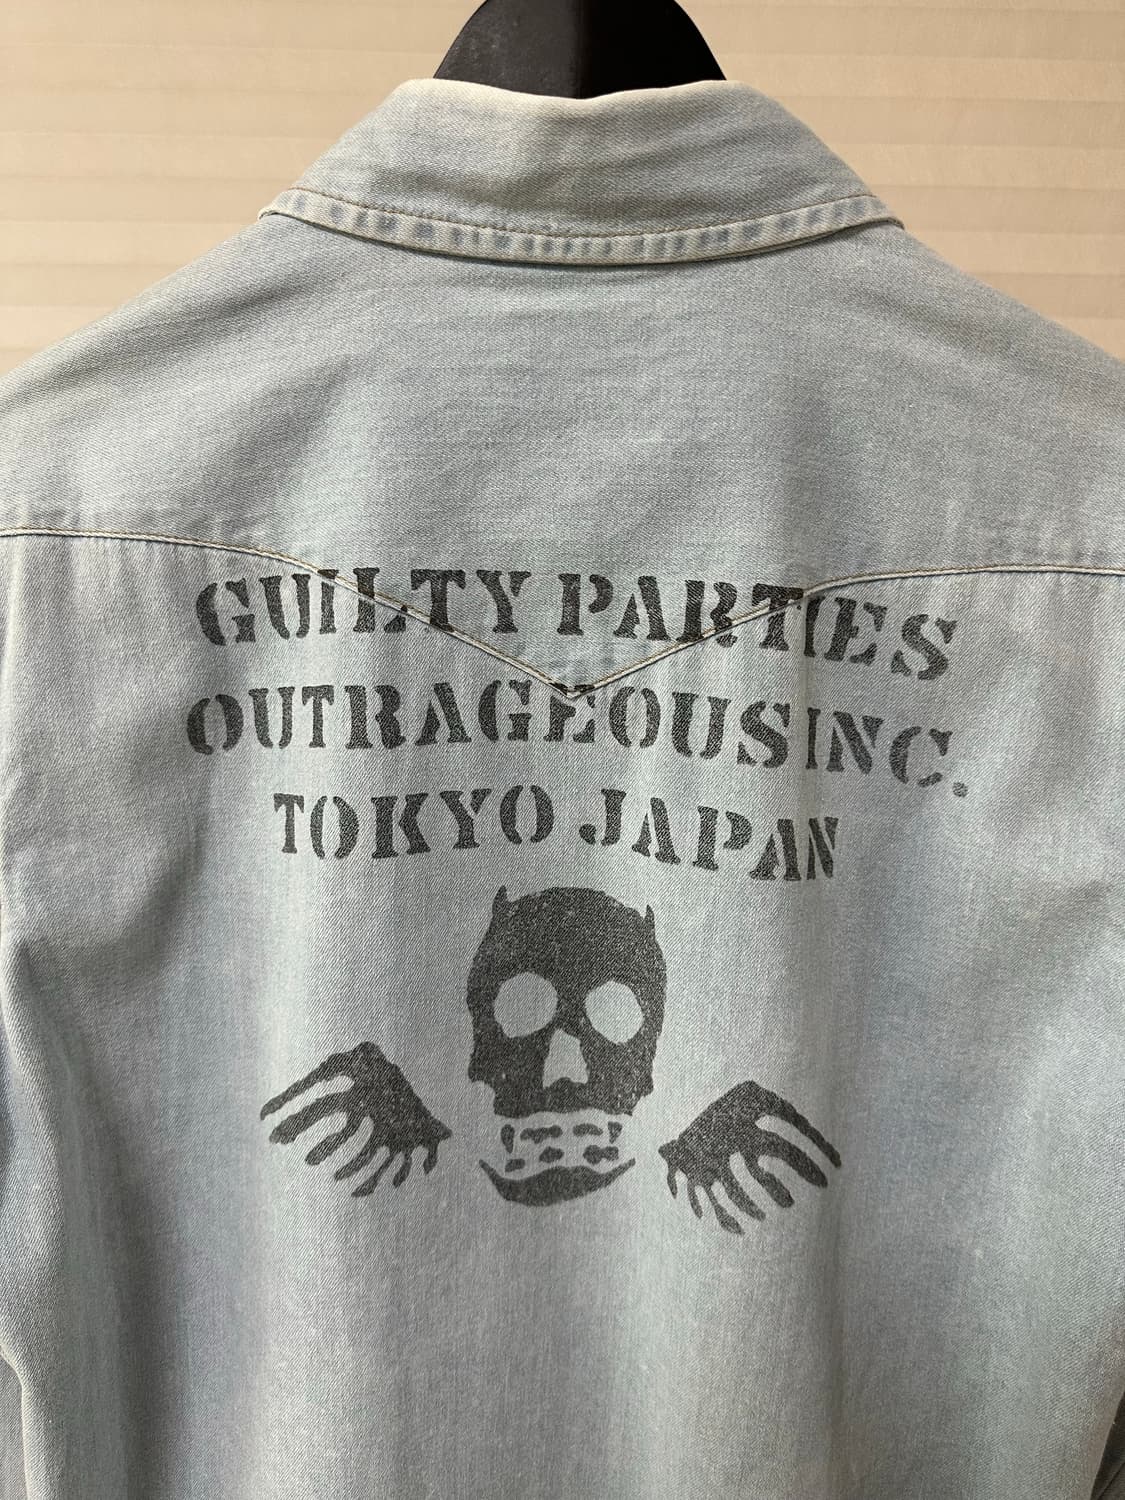 GUILTY PARTIES
OUTRAGEOUS INC.
TOKYO JAPAN